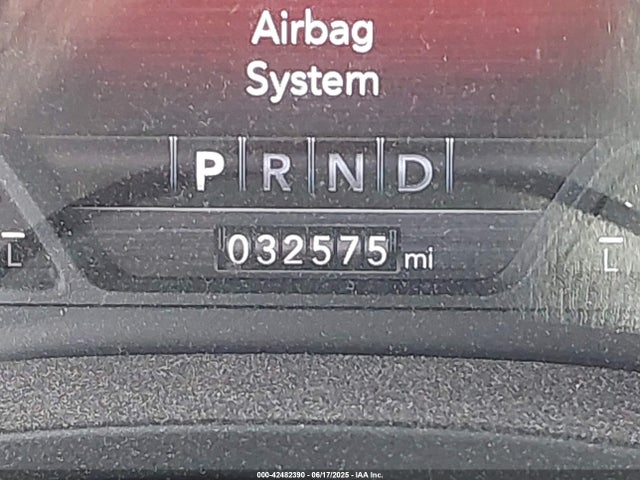 Airbag
System
P R N D
032575 mi
L L
000-42482390 - 06/17/2025 - IAA Inc.